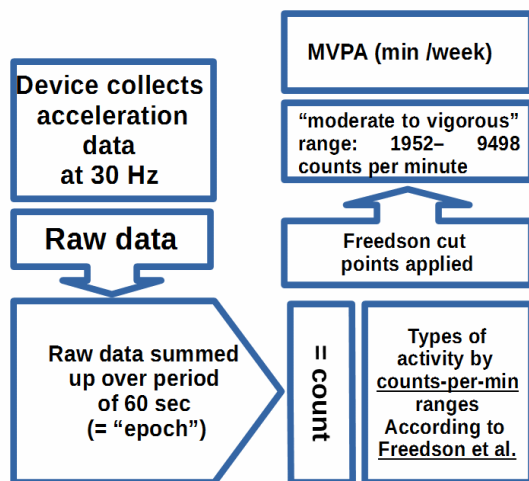 Device collects
acceleration
data
at 30 Hz
Raw data
Raw data summed
up over period
of 60 sec
(= “epoch”)
= count
Types of
activity by
counts-per-min
ranges
According to
Freedson et al.
Freedson cut
points applied
“moderate to vigorous”
range: 1952– 9498
counts per minute
MVPA (min /week)